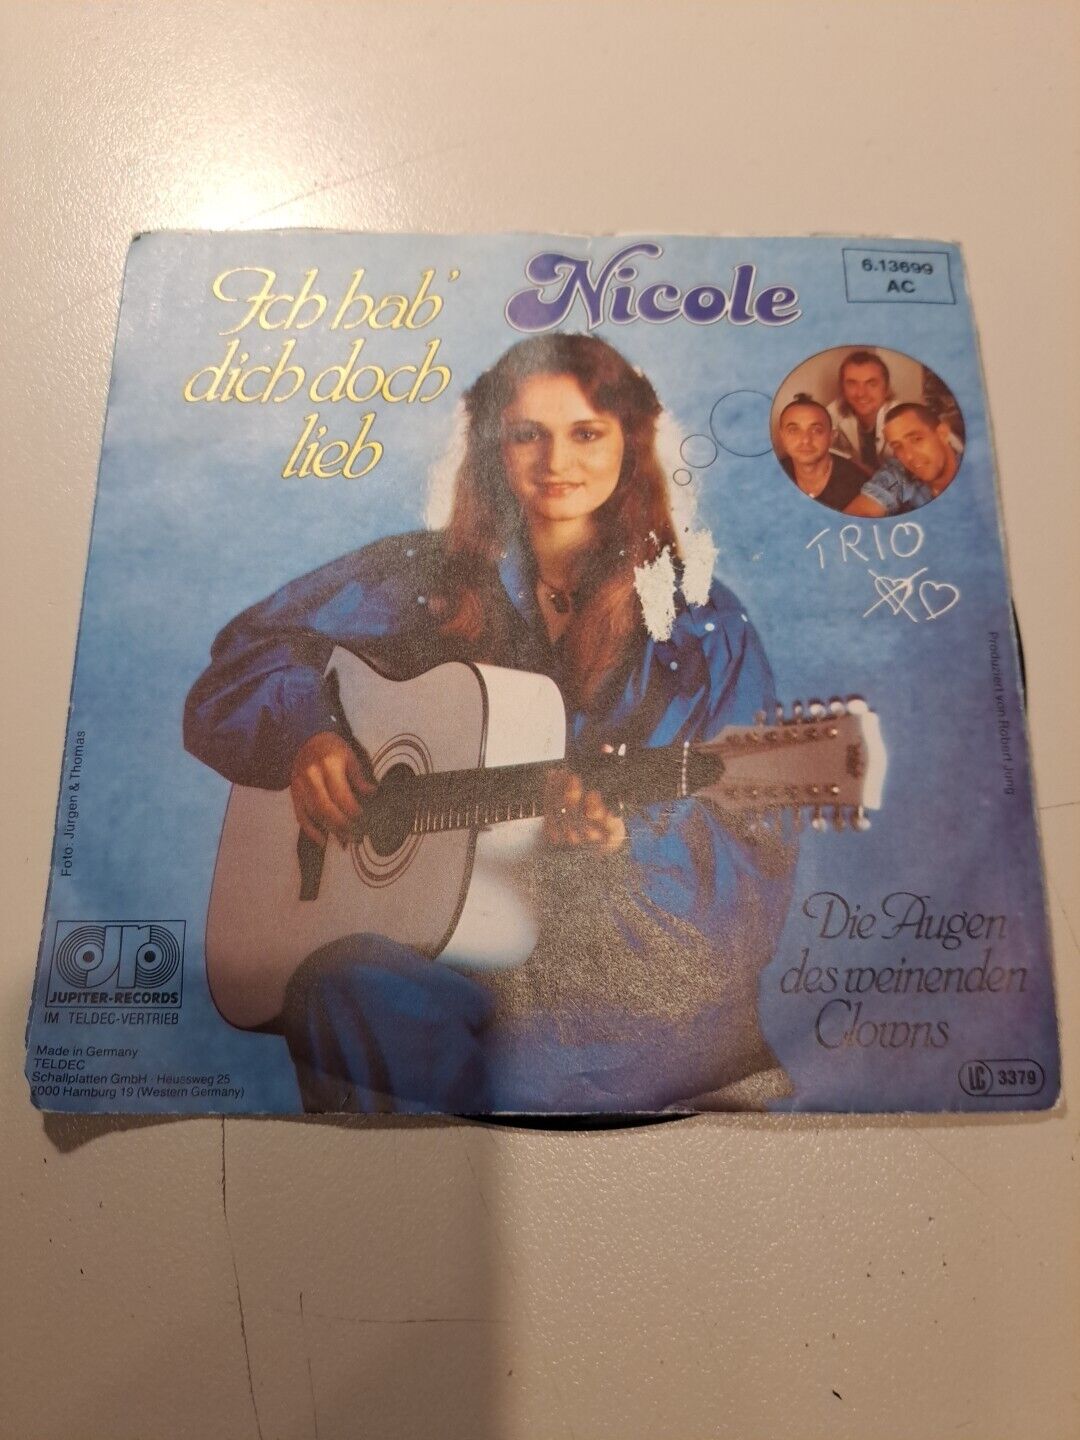 Ich hab'
dich doch
lieb
Nicole
6.13699
AC
TRIO
Produziert von Robert Jung
Foto: Jürgen & Thomas
jr
JUPITER-RECORDS
IM TELDEC-VERTRIEB
Made in Germany
TELDEC
Schallplatten GmbH · Heussweg 25
2000 Hamburg 19 (Western Germany)
Die Augen
des weinenden
Clowns
LC 3379